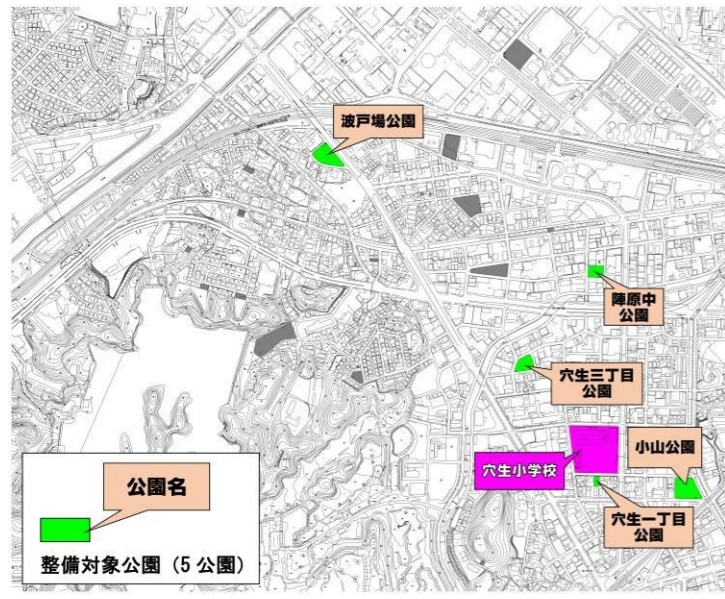 波戸場公園
陣原中
公園
穴生三丁目
公園
穴生小学校
小山公園
穴生一丁目
公園
公園名
整備対象公園（5 公園）